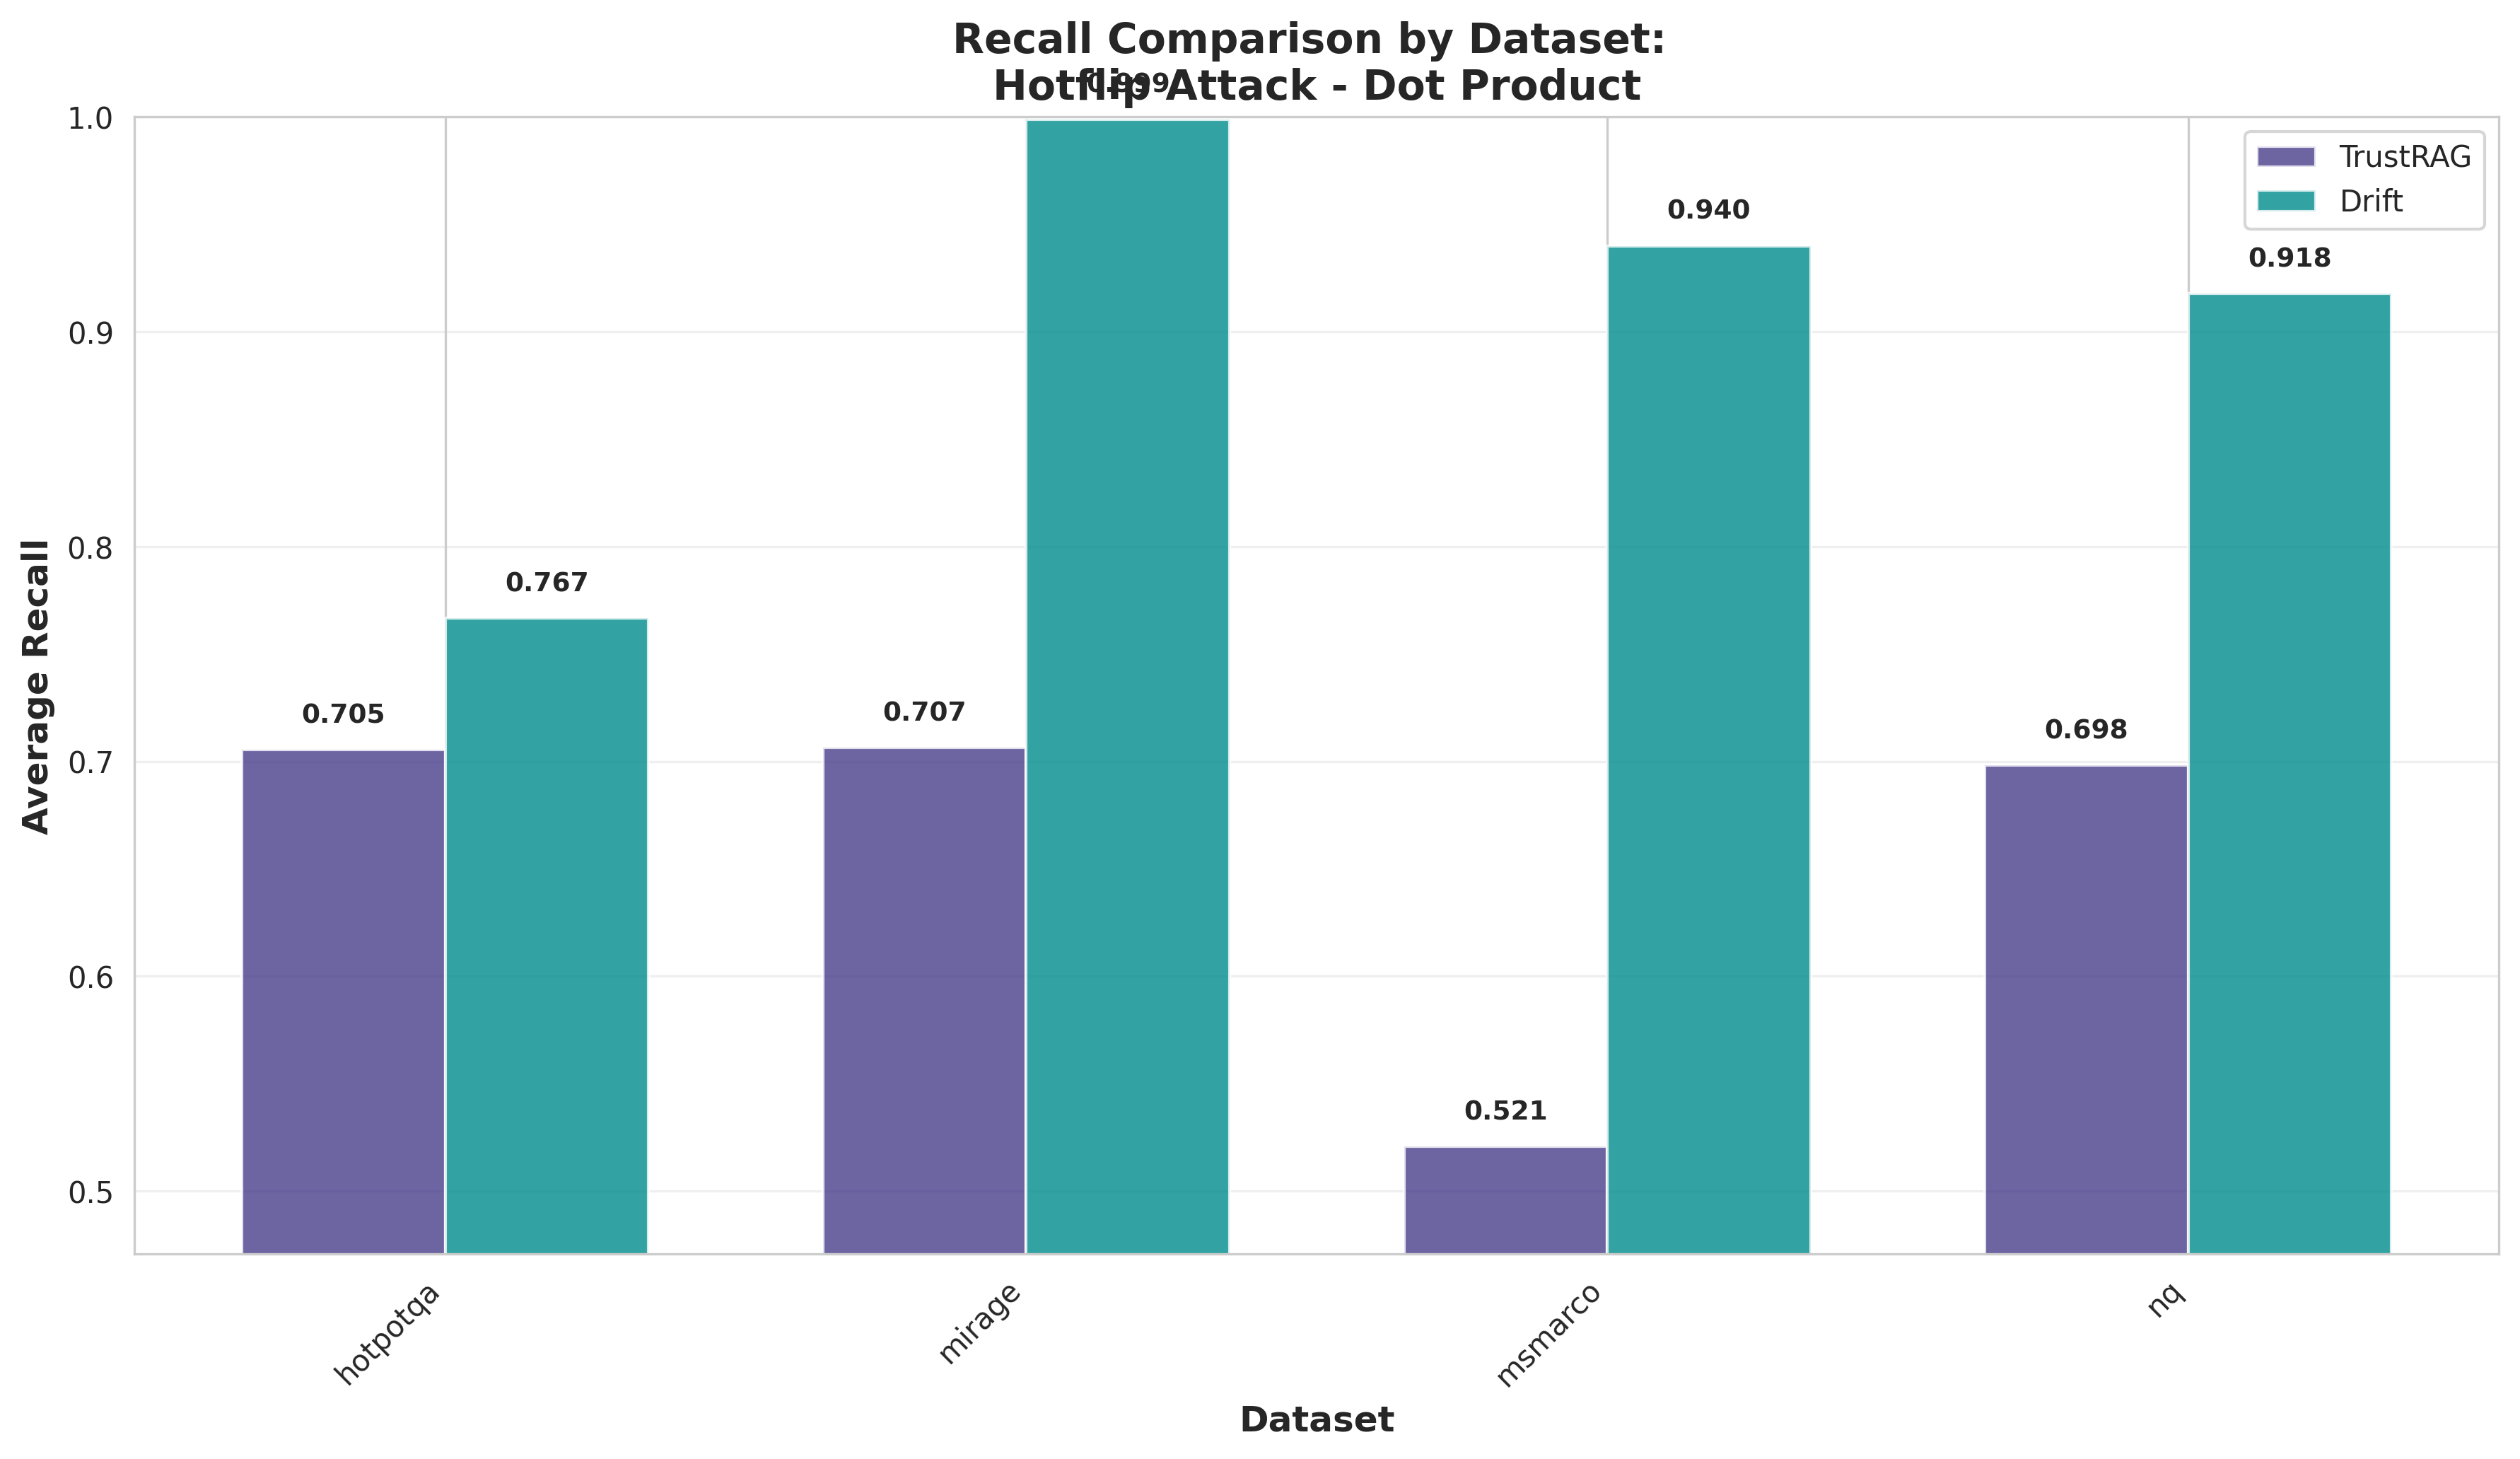 Recall Comparison by Dataset:
Hotflip Attack - Dot Product
0.999
1.0
0.9
0.8
0.7
0.6
0.5
Average Recall
TrustRAG
Drift
0.705
0.767
0.707
0.521
0.940
0.698
0.918
hotpotqa
mirage
msmarco
nq
Dataset